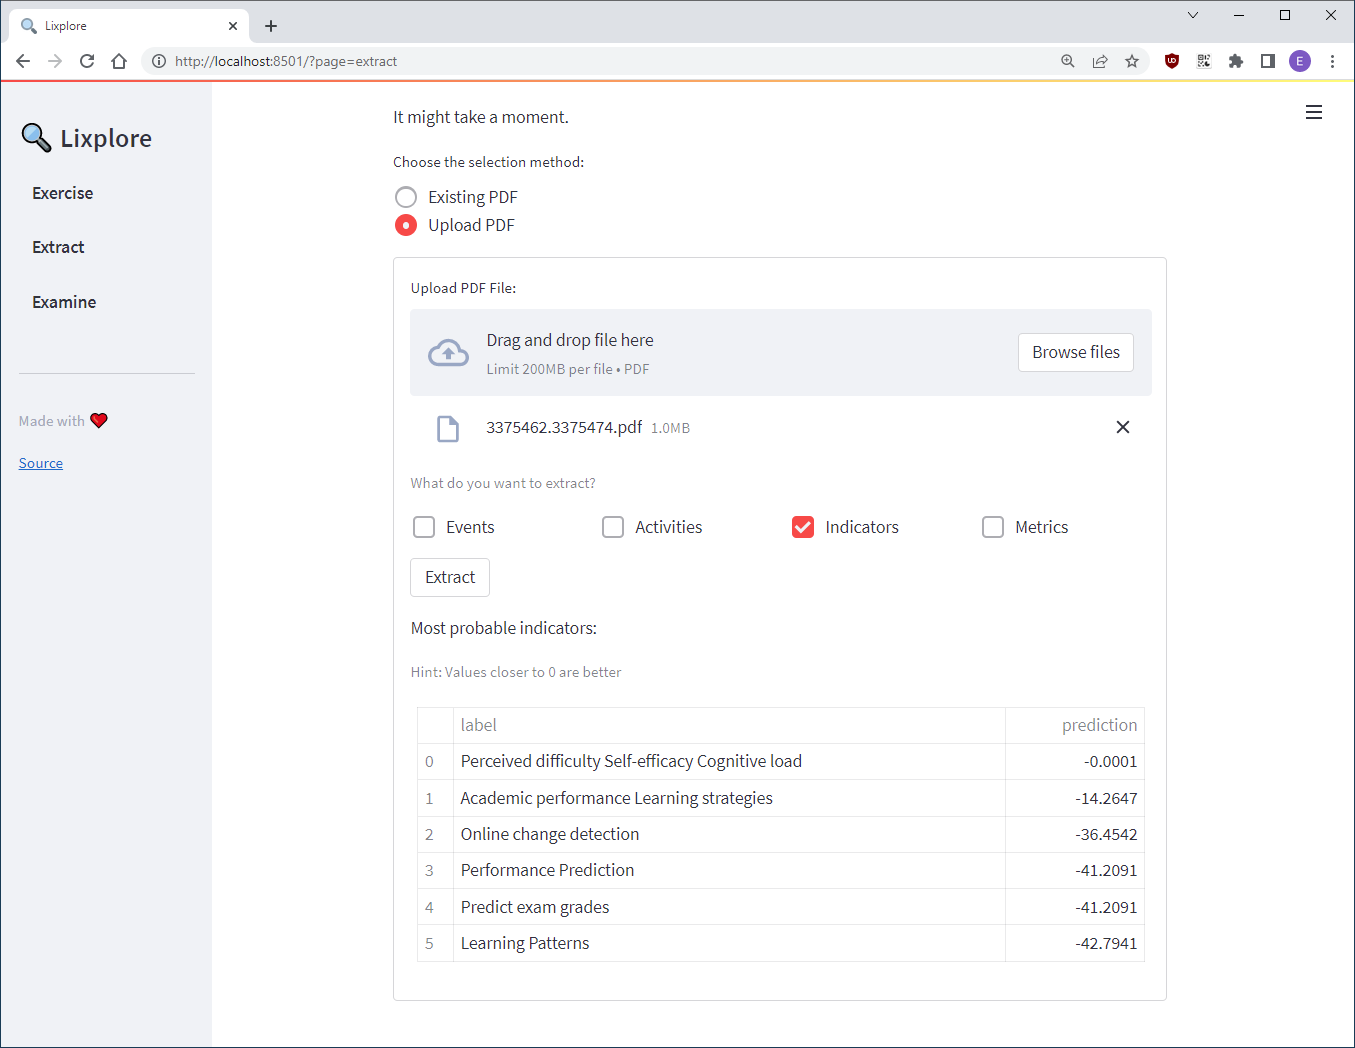 Lixplore
http://localhost:8501/?page=extract
E
Lixplore
Exercise
Extract
Examine
Made with
Source
It might take a moment.
Choose the selection method:
Existing PDF
Upload PDF
Upload PDF File:
Drag and drop file here
Limit 200MB per file • PDF
Browse files
3375462.3375474.pdf 1.0MB
What do you want to extract?
Events Activities Indicators Metrics
Extract
Most probable indicators:
Hint: Values closer to 0 are better
label prediction
0 Perceived difficulty Self-efficacy Cognitive load -0.0001
1 Academic performance Learning strategies -14.2647
2 Online change detection -36.4542
3 Performance Prediction -41.2091
4 Predict exam grades -41.2091
5 Learning Patterns -42.7941